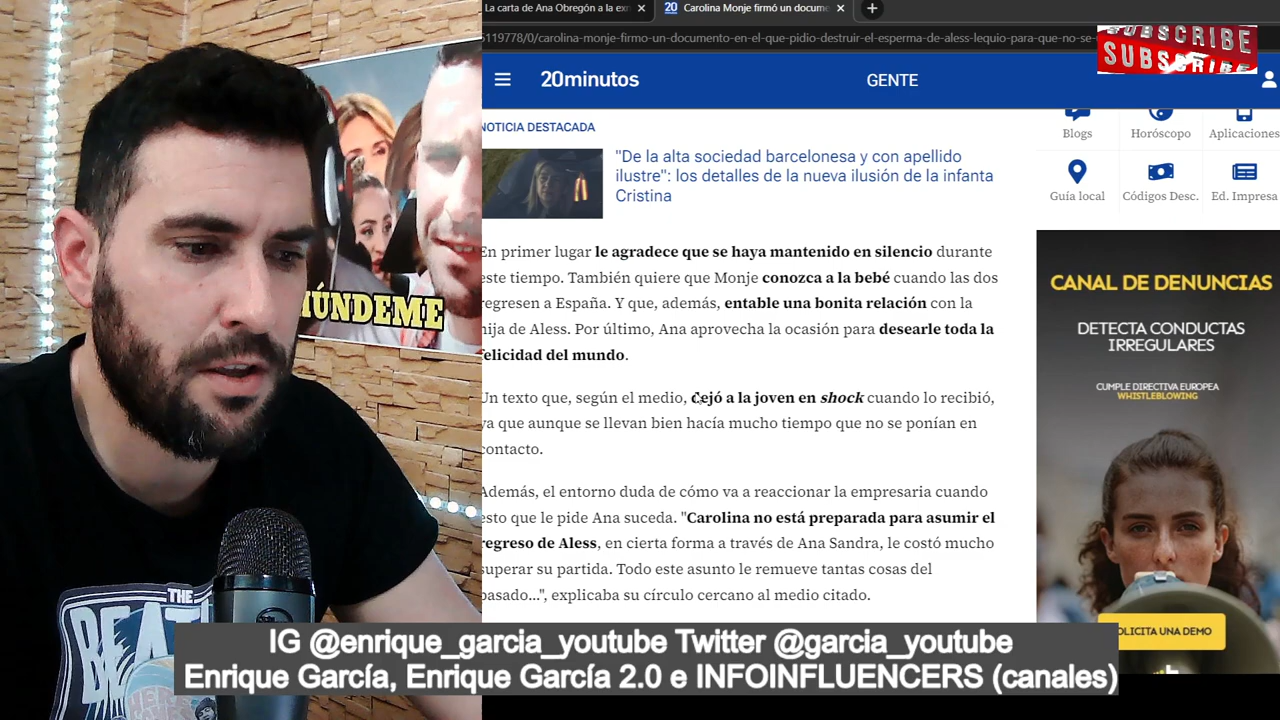 La carta de Ana Obregón a la exn
Carolina Monje firmó un docume
5119778/0/carolina-monje-firmo-un-documento-en-el-que-pidio-destruir-el-esperma-de-aless-lequio-para-que-no-se-
SUBSCRIBE
SUBSCRIBE
20minutos
GENTE
NOTICIA DESTACADA
"De la alta sociedad barcelonesa y con apellido
ilustre": los detalles de la nueva ilusión de la infanta
Cristina
Blogs
Horóscopo
Aplicaciones
Guía local
Códigos Desc.
Ed. Impresa
En primer lugar le agradece que se haya mantenido en silencio durante
este tiempo. También quiere que Monje conozca a la bebé cuando las dos
regresen a España. Y que, además, entable una bonita relación con la
hija de Aless. Por último, Ana aprovecha la ocasión para desearle toda la
felicidad del mundo.
Un texto que, según el medio, dejó a la joven en shock cuando lo recibió,
ya que aunque se llevan bien hacía mucho tiempo que no se ponían en
contacto.
Además, el entorno duda de cómo va a reaccionar la empresaria cuando
esto que le pide Ana suceda. "Carolina no está preparada para asumir el
regreso de Aless, en cierta forma a través de Ana Sandra, le costó mucho
superar su partida. Todo este asunto le remueve tantas cosas del
pasado...", explicaba su círculo cercano al medio citado.
CANAL DE DENUNCIAS
DETECTA CONDUCTAS
IRREGULARES
CUMPLE DIRECTIVA EUROPEA
WHISTLEBLOWING
OLICITA UNA DEMO
ÚNDEME
THE
BEAT
IG @enrique_garcia_youtube Twitter @garcia_youtube
Enrique García, Enrique García 2.0 e INFOINFLUENCERS (canales)